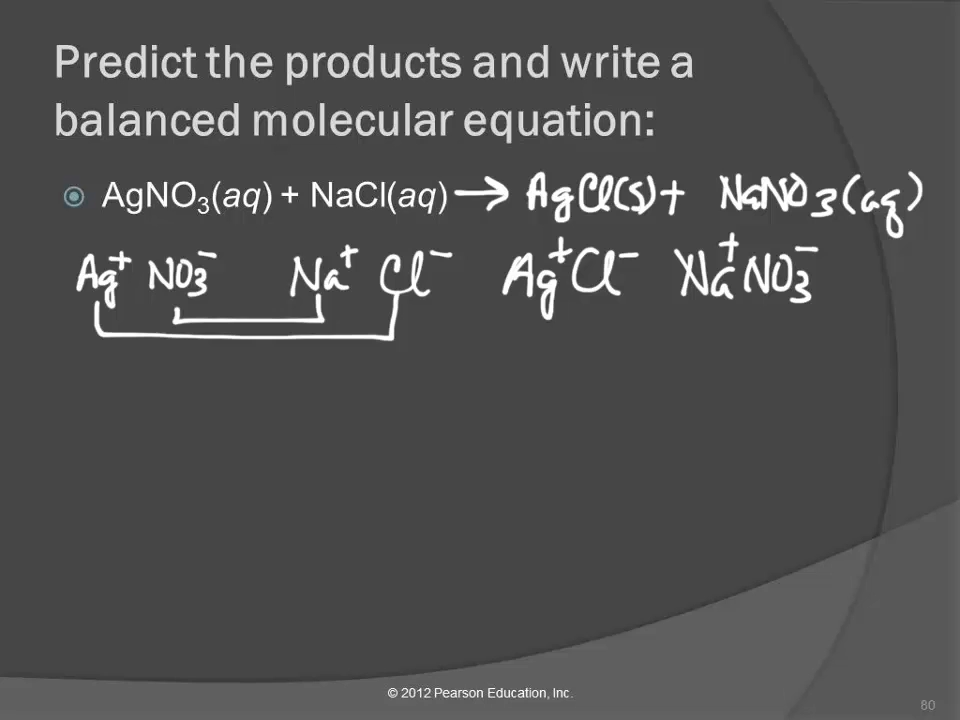 Predict the products and write a
balanced molecular equation:
AgNO₃(aq) + NaCl(aq) → AgCl(s) + NaNO₃(aq)
Ag⁺ NO₃⁻ Na⁺ Cl⁻ Ag⁺Cl⁻ Na⁺NO₃⁻
© 2012 Pearson Education, Inc.
80